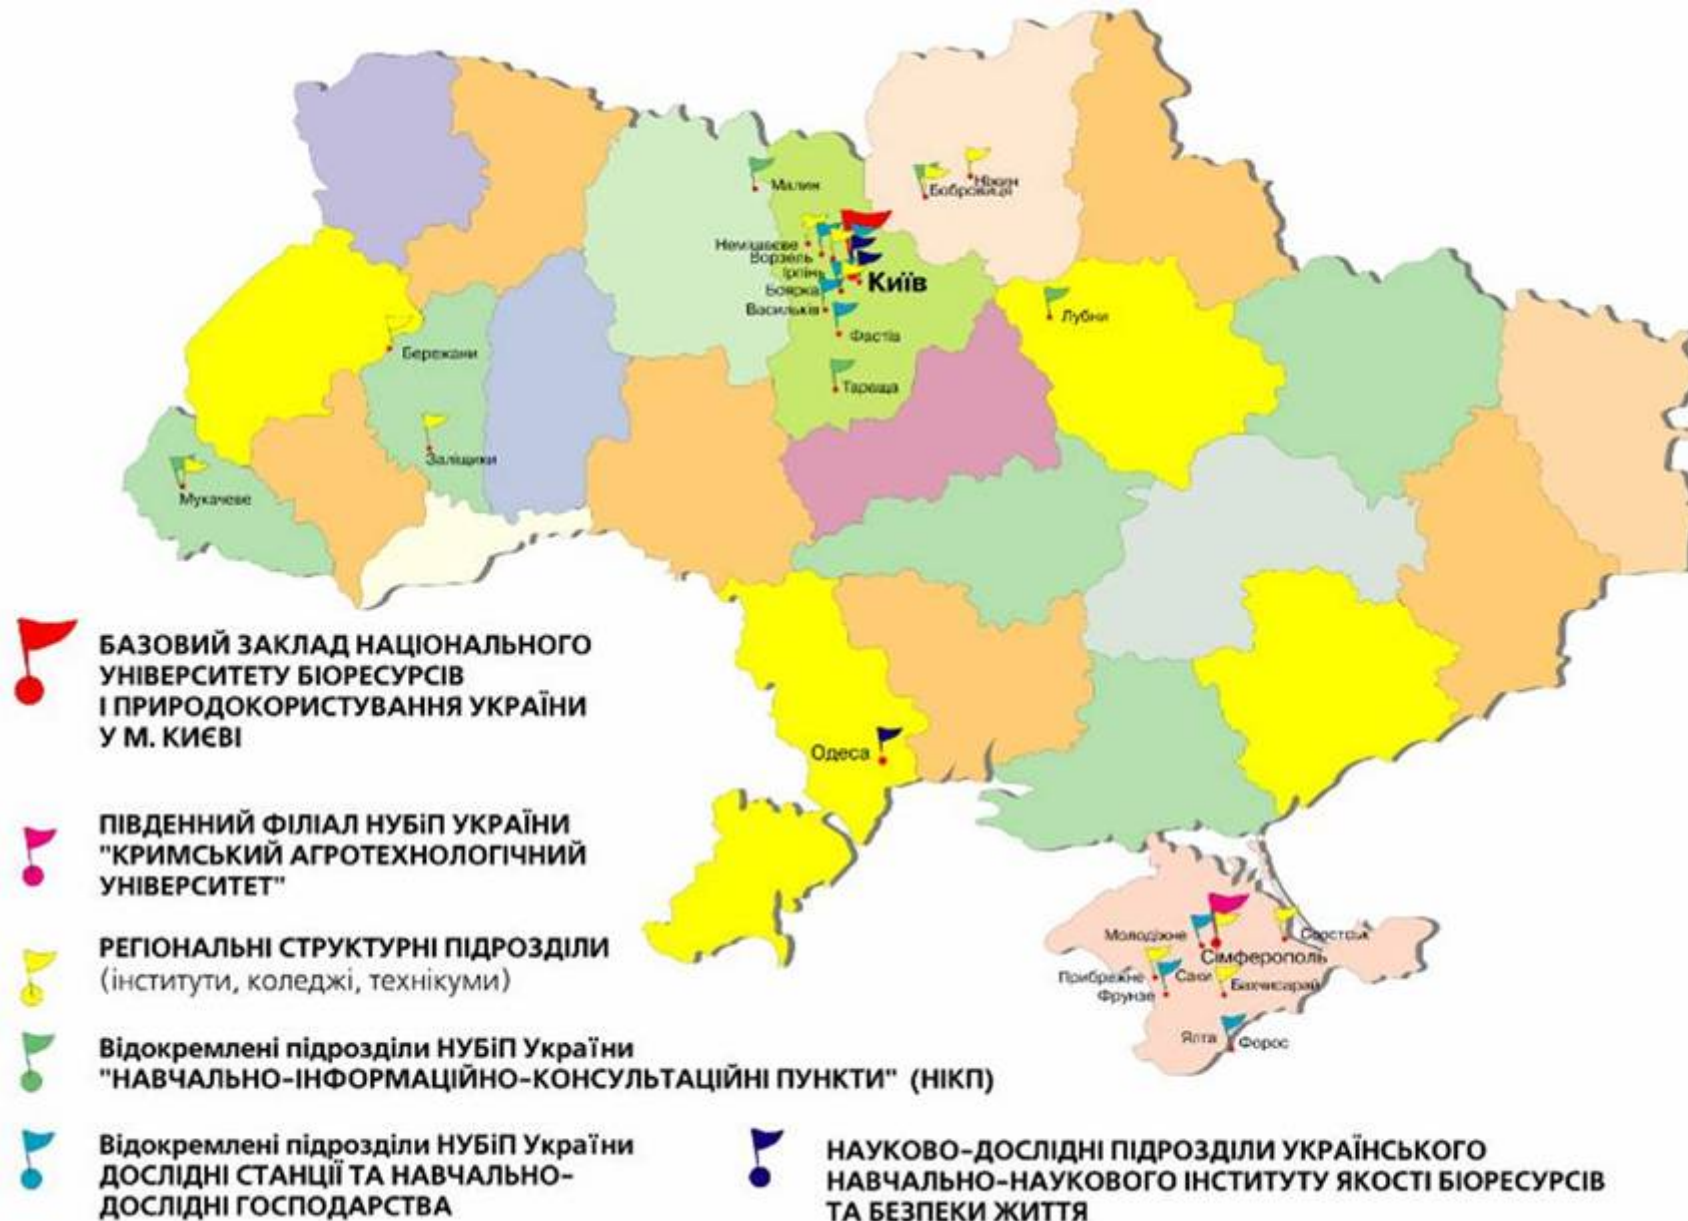 Малин
Ніжин
Бобровиця
Немішаєве
Ворзель
Ірпінь
Київ
Боярка
Васильків
Лубни
Фастів
Бережани
Тараща
Заліщики
Мукачеве
БАЗОВИЙ ЗАКЛАД НАЦІОНАЛЬНОГО
УНІВЕРСИТЕТУ БІОРЕСУРСІВ
І ПРИРОДОКОРИСТУВАННЯ УКРАЇНИ
У М. КИЄВІ
Одеса
ПІВДЕННИЙ ФІЛІАЛ НУБіП УКРАЇНИ
"КРИМСЬКИЙ АГРОТЕХНОЛОГІЧНИЙ
УНІВЕРСИТЕТ"
РЕГІОНАЛЬНІ СТРУКТУРНІ ПІДРОЗДІЛИ
(інститути, коледжі, технікуми)
Молодіжне
Сімферополь
Прибрежне
Саки
Бахчисарай
Фрунзе
Ялта
Форос
Відокремлені підрозділи НУБіП України
"НАВЧАЛЬНО-ІНФОРМАЦІЙНО-КОНСУЛЬТАЦІЙНІ ПУНКТИ" (НІКП)
Відокремлені підрозділи НУБіП України
ДОСЛІДНІ СТАНЦІЇ ТА НАВЧАЛЬНО-
ДОСЛІДНІ ГОСПОДАРСТВА
НАУКОВО-ДОСЛІДНІ ПІДРОЗДІЛИ УКРАЇНСЬКОГО
НАВЧАЛЬНО-НАУКОВОГО ІНСТИТУТУ ЯКОСТІ БІОРЕСУРСІВ
ТА БЕЗПЕКИ ЖИТТЯ